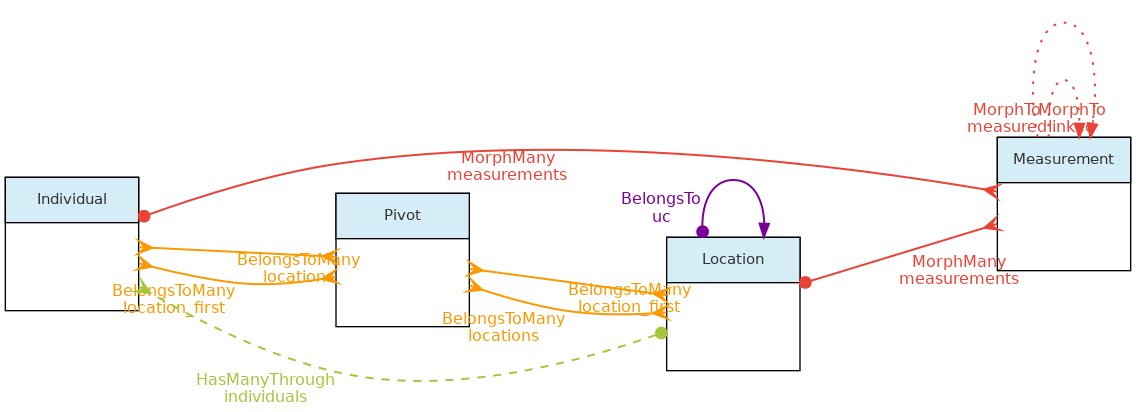 MorphTo
measured
MorphTo
linked
Measurement
MorphMany
measurements
Individual
BelongsTo
uc
Pivot
Location
BelongsToMany
locations
MorphMany
measurements
BelongsToMany
location_first
BelongsToMany
location_first
BelongsToMany
locations
HasManyThrough
individuals